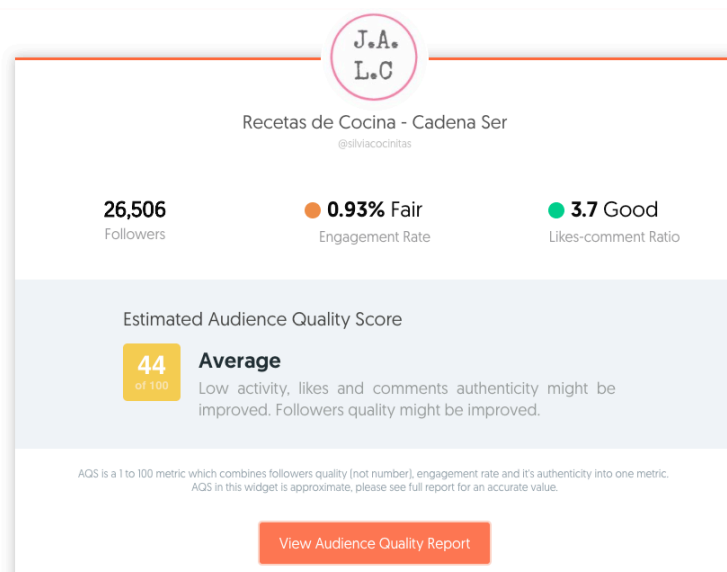 J.A.
L.C
Recetas de Cocina - Cadena Ser
@silviacocinitas
26,506
Followers
0.93% Fair
Engagement Rate
3.7 Good
Likes-comment Ratio
Estimated Audience Quality Score
44
of 100
Average
Low activity, likes and comments authenticity might be
improved. Followers quality might be improved.
AQS is a 1 to 100 metric which combines followers quality (not number), engagement rate and it's authenticity into one metric.
AQS in this widget is approximate, please see full report for an accurate value.
View Audience Quality Report